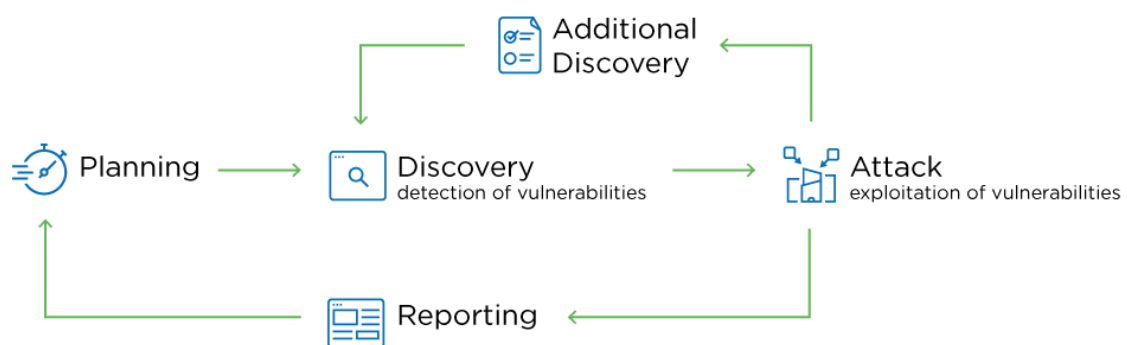 Additional
Discovery
Planning
Discovery
detection of vulnerabilities
Attack
exploitation of vulnerabilities
Reporting